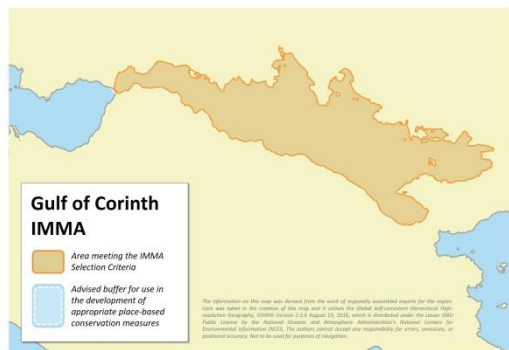 Gulf of Corinth
IMMA
Area meeting the IMMA
Selection Criteria
Advised buffer for use in
the development of
appropriate place-based
conservation measures
The information on this map was derived from the work of regionally assembled experts for the region.
Care was taken in the creation of this map and it utilises the Global Self-consistent Hierarchical High-
resolution Geography, GSHHG Version 2.3.6 August 19, 2016, which is distributed under the Lesser GNU
Public License by the National Oceanic and Atmospheric Administration's National Centers for
Environmental Information (NCEI). The authors cannot accept any responsibility for errors, omissions, or
positional accuracy. Not to be used for purposes of navigation.